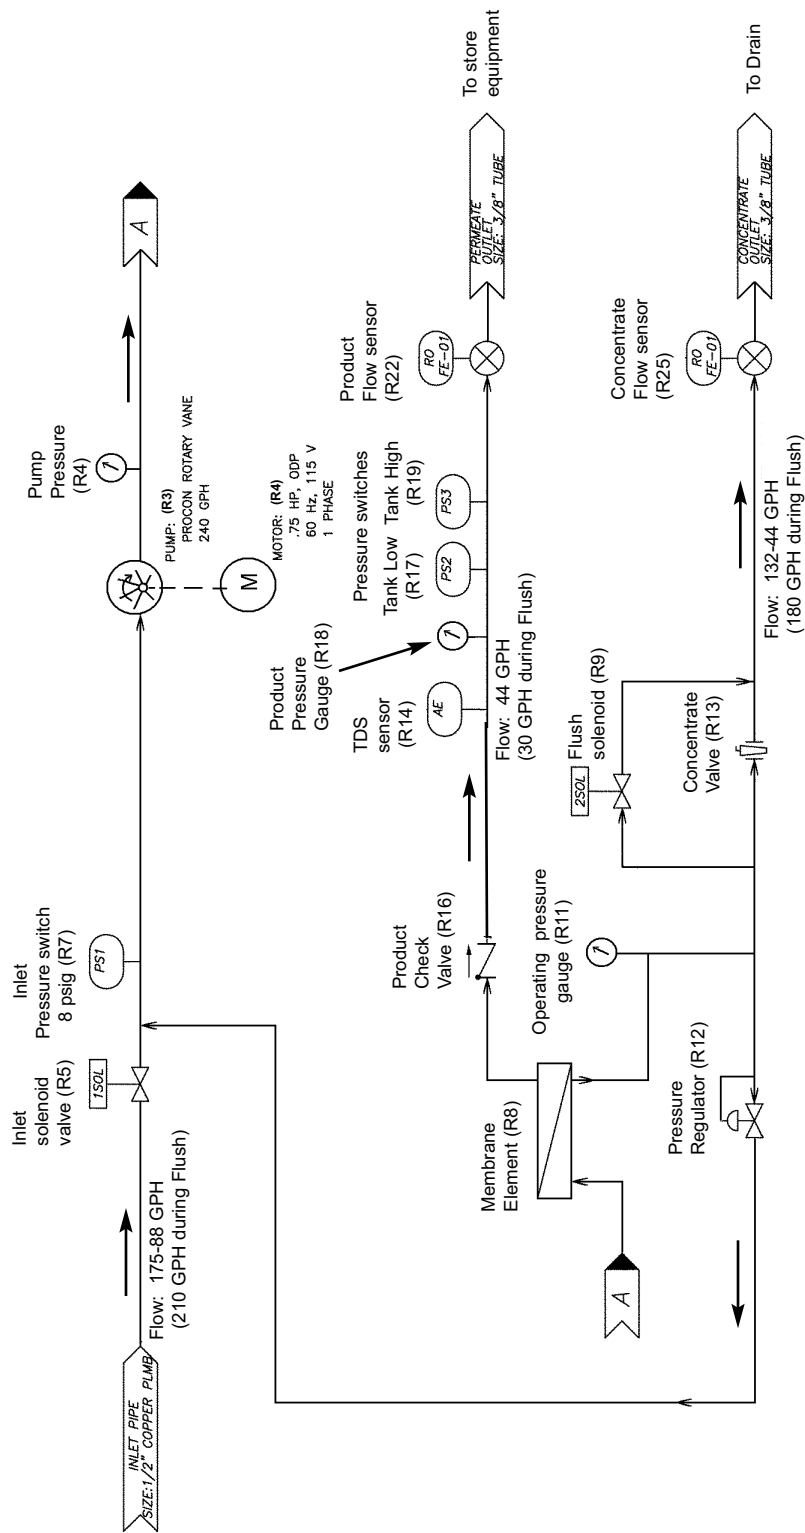 INLET PIPE
SIZE:1/2" COPPER PLMB
Flow: 175-88 GPH
(210 GPH during Flush)
Inlet
solenoid
valve (R5)
1SOL
Inlet
Pressure switch
8 psig (R7)
PS1
PUMP: (R3)
PROCON ROTARY VANE
240 GPH
M
MOTOR: (R4)
.75 HP, ODP
60 Hz, 115 V
1 PHASE
Pump
Pressure
(R4)
A
A
Membrane
Element (R8)
Product
Check
Valve (R16)
TDS
sensor
(R14)
AE
Product
Pressure
Gauge (R18)
Flow: 44 GPH
(30 GPH during Flush)
Pressure switches
Tank Low Tank High
(R17) (R19)
PS2
PS3
Product
Flow sensor
(R22)
RO
FE-01
PERMEATE
OUTLET
SIZE: 3/8" TUBE
To store
equipment
Operating pressure
gauge (R11)
Pressure
Regulator (R12)
2SOL
Flush
solenoid (R9)
Concentrate
Valve (R13)
Flow: 132-44 GPH
(180 GPH during Flush)
Concentrate
Flow sensor
(R25)
RO
FE-01
CONCENTRATE
OUTLET
SIZE: 3/8" TUBE
To Drain